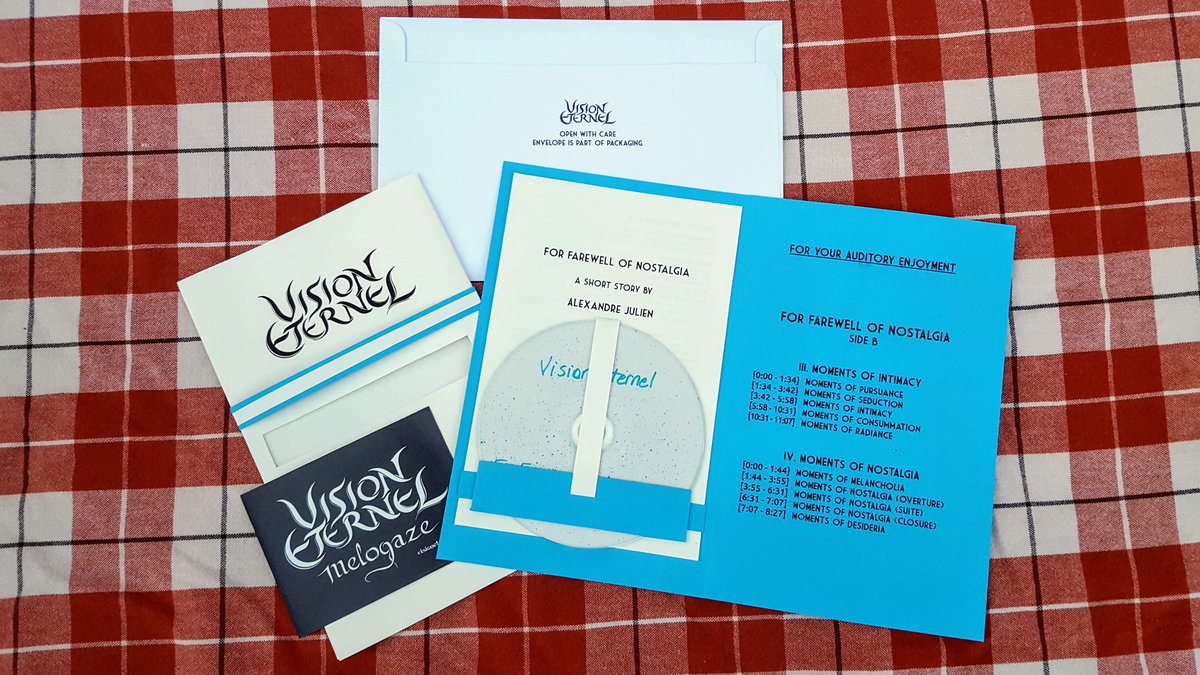 VISION
ETERNEL
OPEN WITH CARE
ENVELOPE IS PART OF PACKAGING
VISION
ETERNEL
VISION
ETERNEL
Melogaze
FOR FAREWELL OF NOSTALGIA
A SHORT STORY BY
ALEXANDRE JULIEN
FOR YOUR AUDITORY ENJOYMENT
FOR FAREWELL OF NOSTALGIA
SIDE B
III. MOMENTS OF INTIMACY
[0:00 - 1:34] MOMENTS OF PURSUANCE
[1:34 - 3:42] MOMENTS OF SEDUCTION
[3:42 - 5:58] MOMENTS OF INTIMACY
[5:58 - 10:31] MOMENTS OF CONSUMMATION
[10:31 - 11:07] MOMENTS OF RADIANCE
IV. MOMENTS OF NOSTALGIA
[0:00 - 1:44] MOMENTS OF MELANCHOLIA
[1:44 - 3:55] MOMENTS OF NOSTALGIA (OVERTURE)
[3:55 - 6:31] MOMENTS OF NOSTALGIA (SUITE)
[6:31 - 7:07] MOMENTS OF NOSTALGIA (CLOSURE)
[7:07 - 8:27] MOMENTS OF DESIDERIA